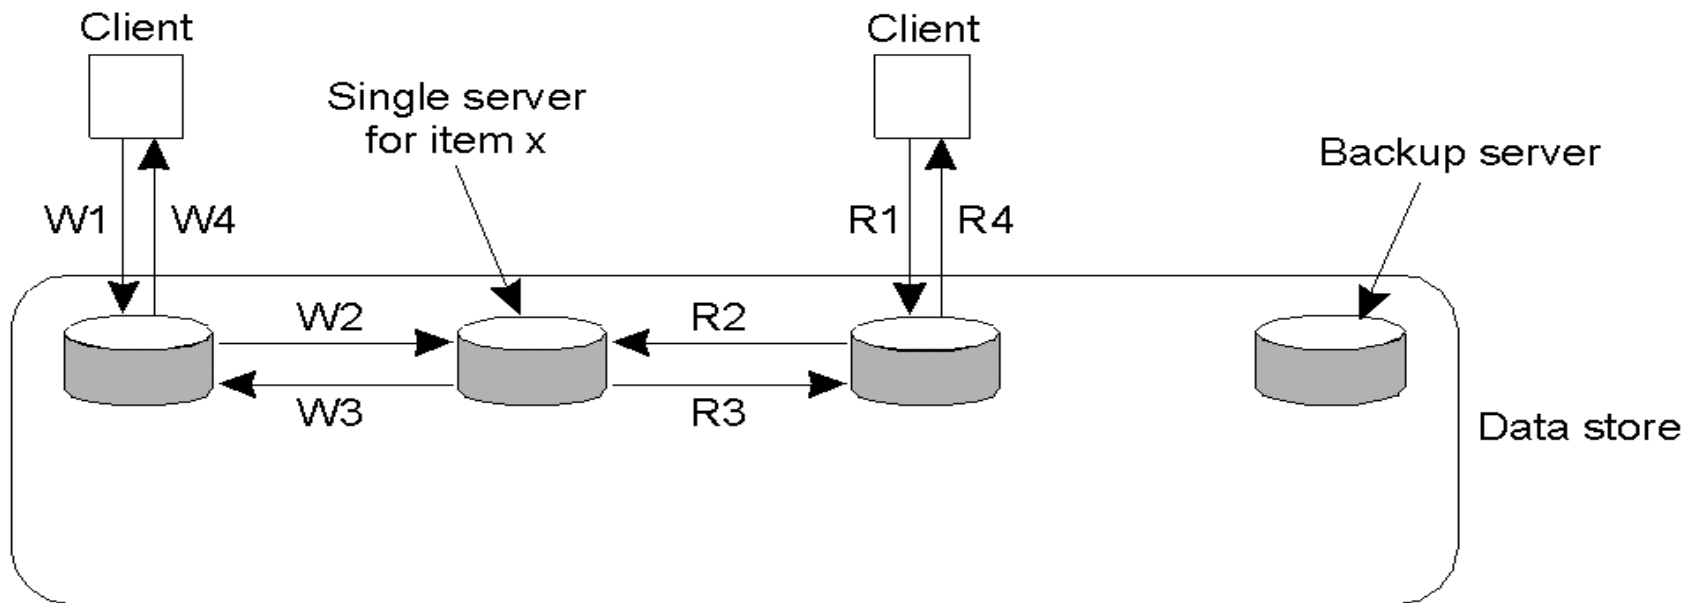 Client
Client
Single server
for item x
Backup server
W1
W4
R1
R4
W2
R2
W3
R3
Data store